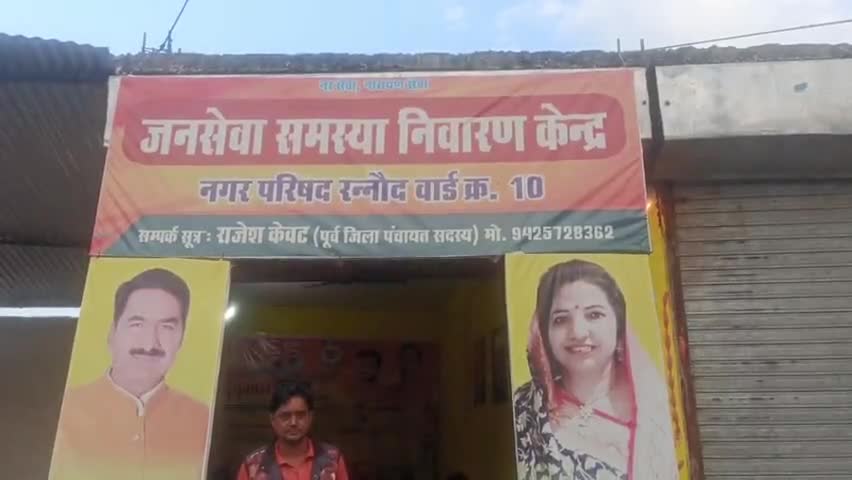 नर सेवा, नारायण सेवा
जनसेवा समस्या निवारण केन्द्र
नगर परिषद रन्नौद वार्ड क्र. 10
सम्पर्क सूत्र : राजेश केवट (पूर्व जिला पंचायत सदस्य) मो. 9425728362